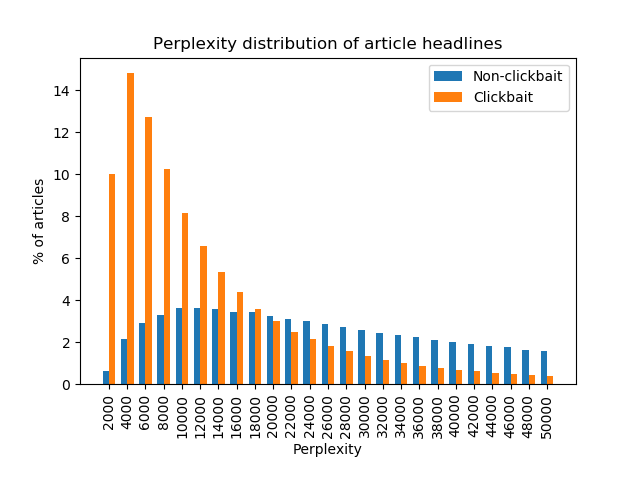 Perplexity distribution of article headlines
Non-clickbait
Clickbait
% of articles
14
12
10
8
6
4
2
0
2000 4000 6000 8000 10000 12000 14000 16000 18000 20000 22000 24000 26000 28000 30000 32000 34000 36000 38000 40000 42000 44000 46000 48000 50000
Perplexity